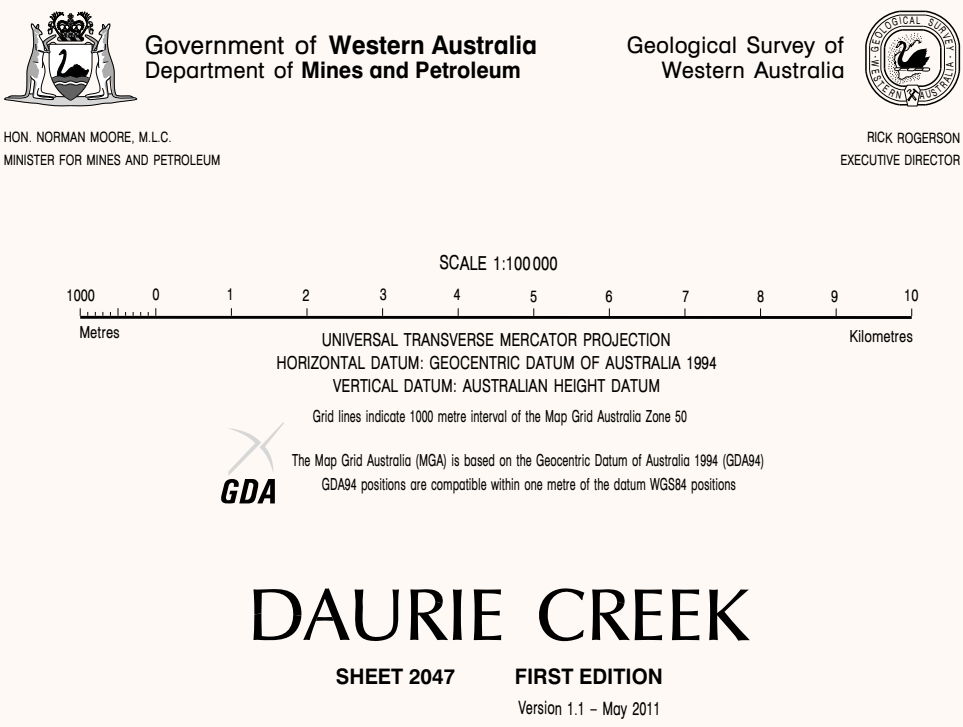 Government of Western Australia
Department of Mines and Petroleum
Geological Survey of
Western Australia
GEOLOGICAL SURVEY
WESTERN AUSTRALIA
HON. NORMAN MOORE, M.L.C.
MINISTER FOR MINES AND PETROLEUM
RICK ROGERSON
EXECUTIVE DIRECTOR
SCALE 1:100 000
1000 0 1 2 3 4 5 6 7 8 9 10
Metres
Kilometres
UNIVERSAL TRANSVERSE MERCATOR PROJECTION
HORIZONTAL DATUM: GEOCENTRIC DATUM OF AUSTRALIA 1994
VERTICAL DATUM: AUSTRALIAN HEIGHT DATUM
Grid lines indicate 1000 metre interval of the Map Grid Australia Zone 50
GDA
The Map Grid Australia (MGA) is based on the Geocentric Datum of Australia 1994 (GDA94)
GDA94 positions are compatible within one metre of the datum WGS84 positions
DAURIE CREEK
SHEET 2047 FIRST EDITION
Version 1.1 – May 2011